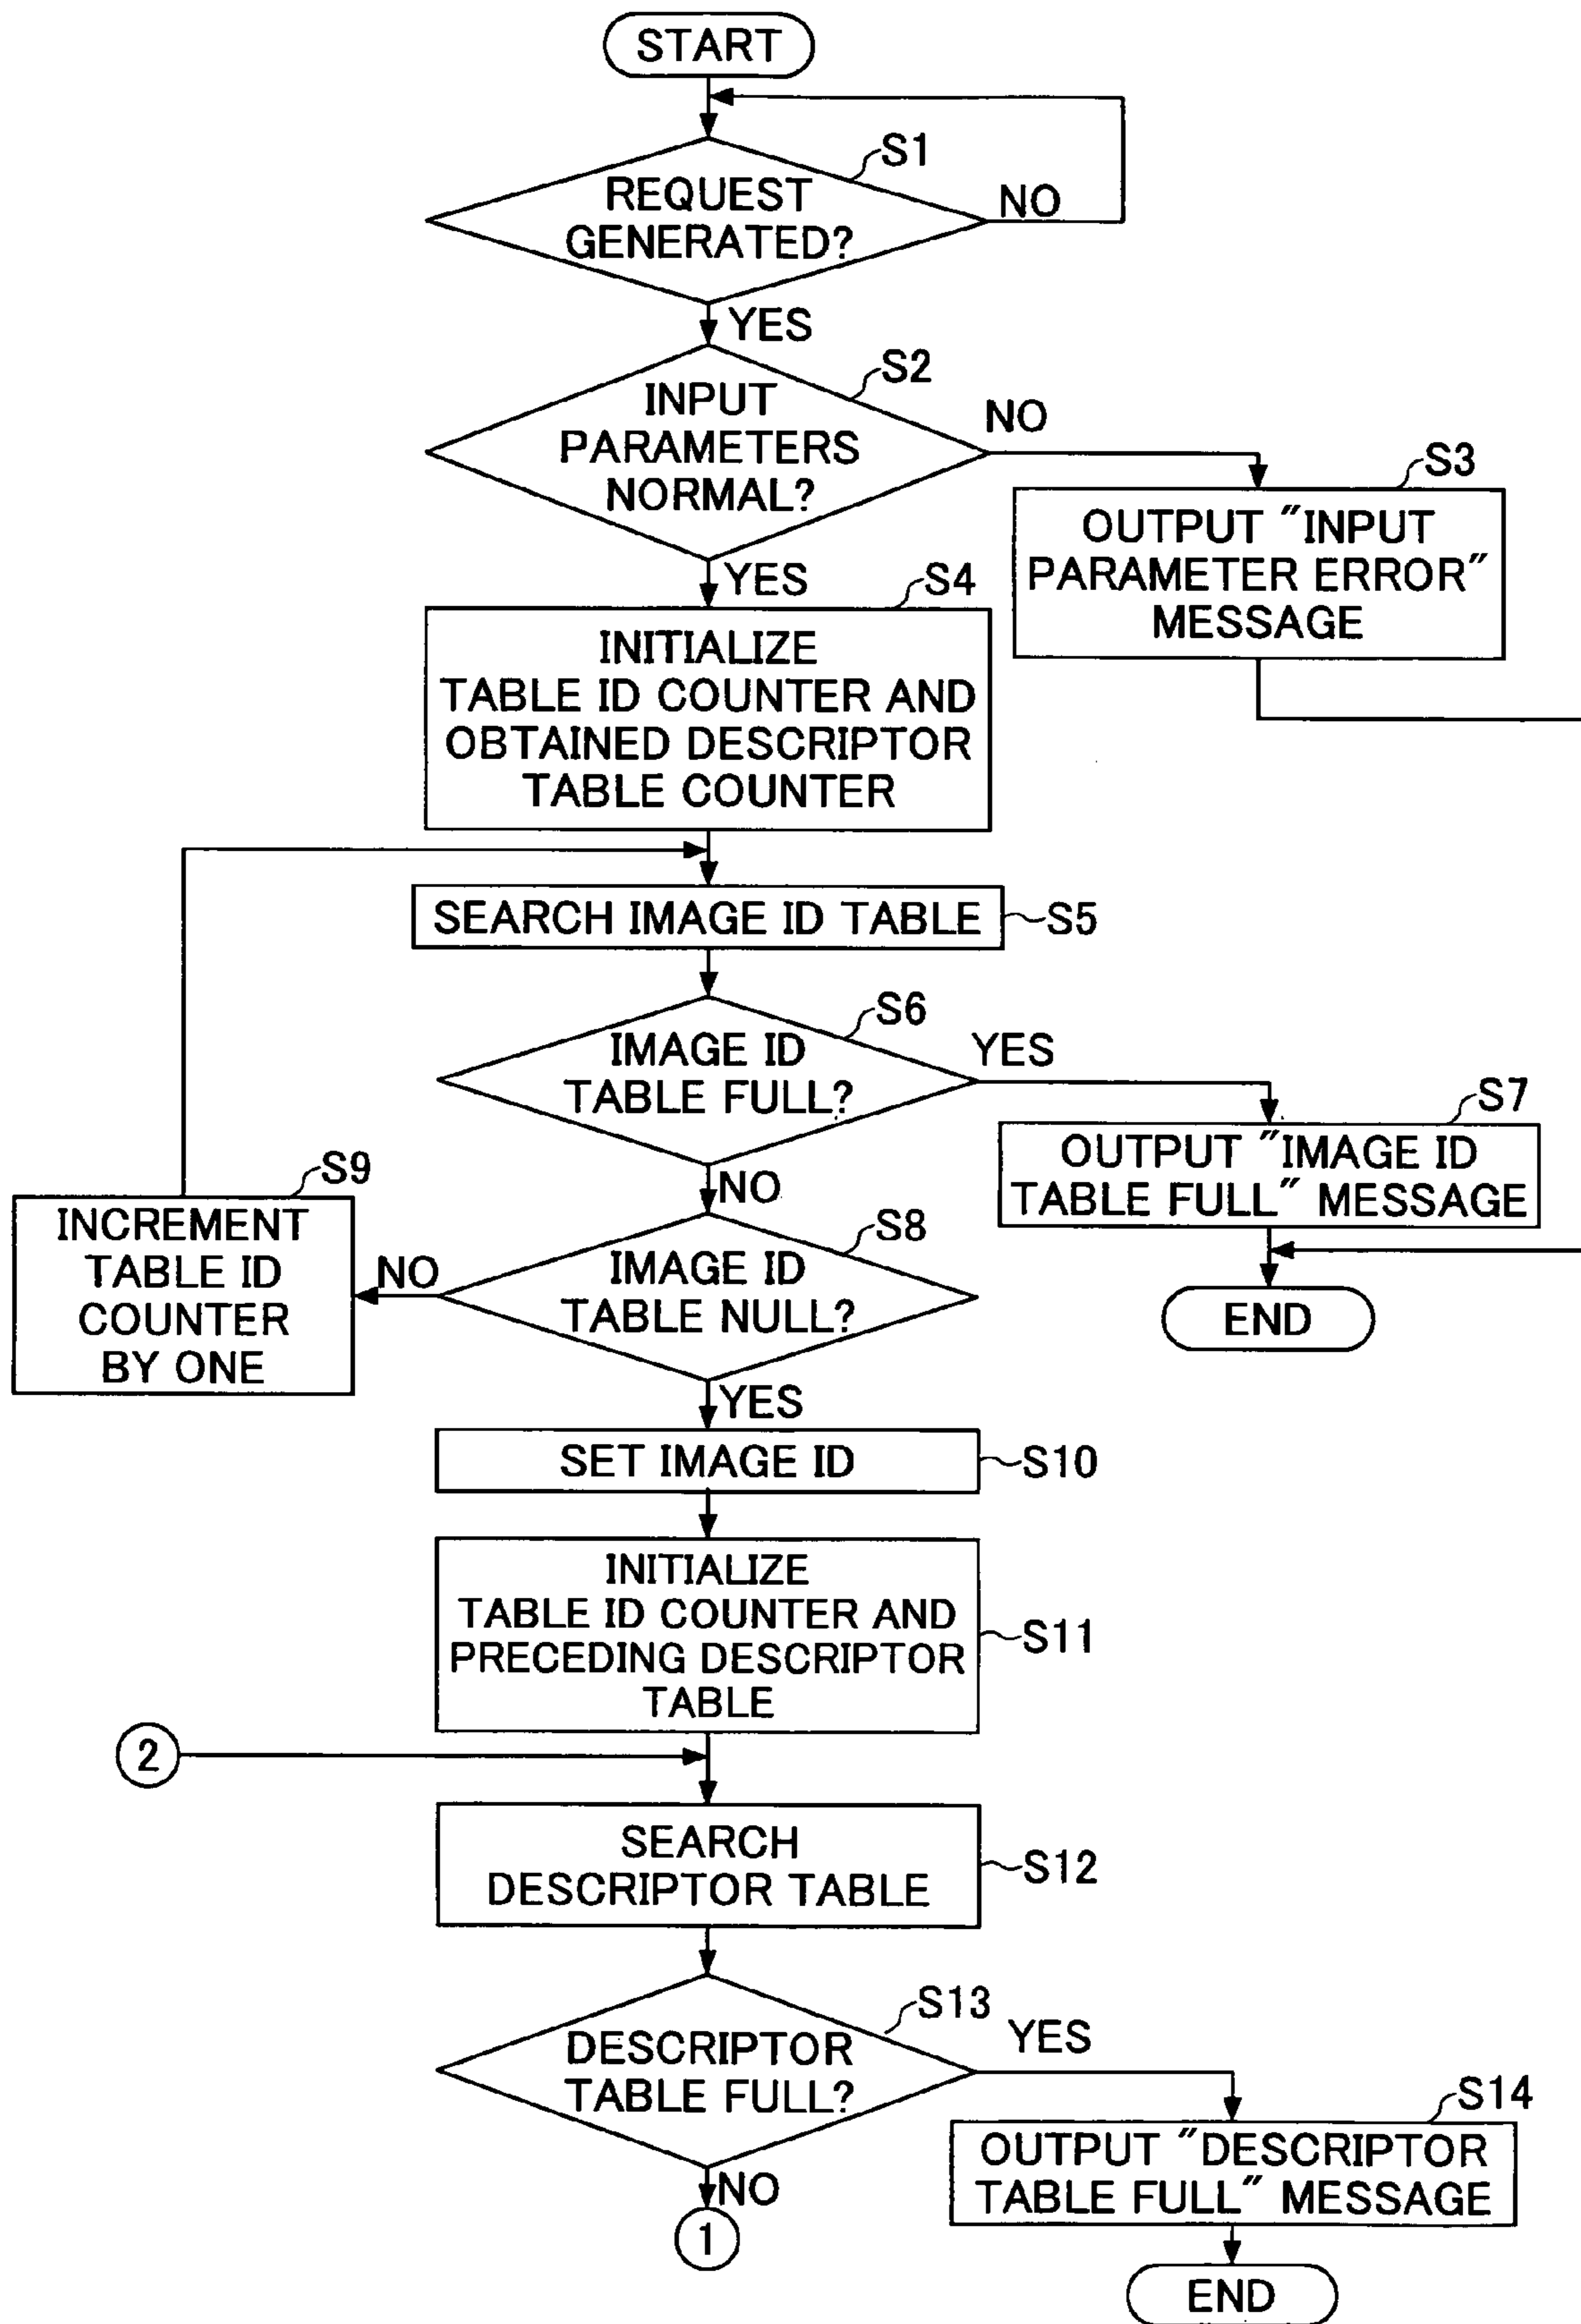 START
S1
REQUEST
GENERATED?
NO
YES
S2
INPUT
PARAMETERS
NORMAL?
NO
YES
S3
OUTPUT ″INPUT
PARAMETER ERROR″
MESSAGE
S4
INITIALIZE
TABLE ID COUNTER AND
OBTAINED DESCRIPTOR
TABLE COUNTER
SEARCH IMAGE ID TABLE
S5
S6
IMAGE ID
TABLE FULL?
YES
NO
S7
OUTPUT ″IMAGE ID
TABLE FULL″ MESSAGE
END
S8
IMAGE ID
TABLE NULL?
NO
YES
S9
INCREMENT
TABLE ID
COUNTER
BY ONE
SET IMAGE ID
S10
INITIALIZE
TABLE ID COUNTER AND
PRECEDING DESCRIPTOR
TABLE
S11
2
SEARCH
DESCRIPTOR TABLE
S12
S13
DESCRIPTOR
TABLE FULL?
YES
NO
1
S14
OUTPUT ″DESCRIPTOR
TABLE FULL″ MESSAGE
END